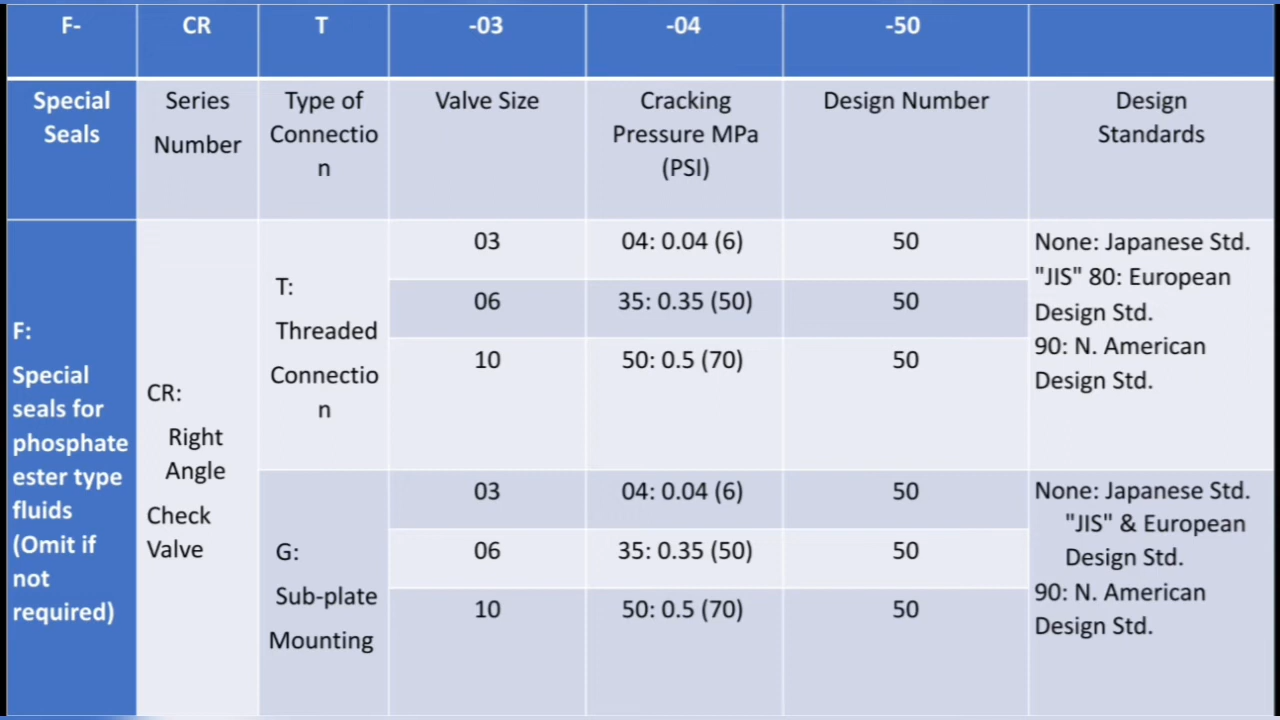 F-
CR
T
-03
-04
-50
Special
Seals
Series
Number
Type of
Connectio
n
Valve Size
Cracking
Pressure MPa
(PSI)
Design Number
Design
Standards
F:
Special
seals for
phosphate
ester type
fluids
(Omit if
not
required)
CR:
Right
Angle
Check
Valve
T:
Threaded
Connectio
n
03
04: 0.04 (6)
50
06
35: 0.35 (50)
50
10
50: 0.5 (70)
50
None: Japanese Std.
"JIS" 80: European
Design Std.
90: N. American
Design Std.
G:
Sub-plate
Mounting
03
04: 0.04 (6)
50
06
35: 0.35 (50)
50
10
50: 0.5 (70)
50
None: Japanese Std.
"JIS" & European
Design Std.
90: N. American
Design Std.